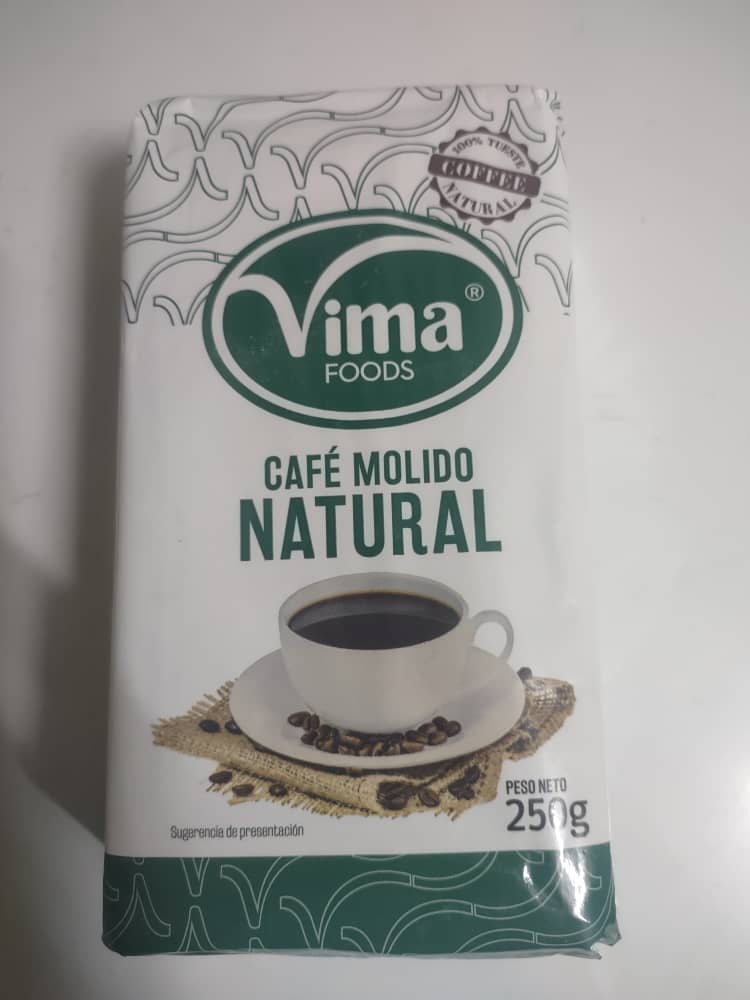 100% TUESTE
COFFEE
NATURAL
Vima®
FOODS
CAFÉ MOLIDO
NATURAL
PESO NETO
250g
Sugerencia de presentación